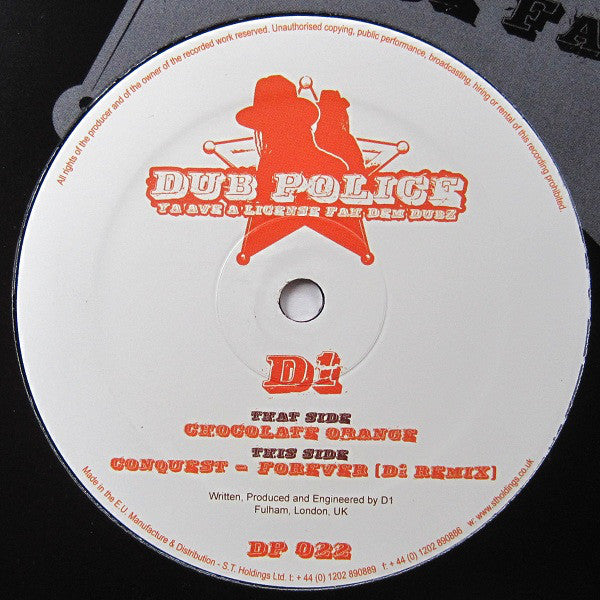 All rights of the producer and of the owner of the recorded work reserved. Unauthorised copying, public performance, broadcasting, hiring or rental of this recording prohibited.
DUB POLICE
YA AVE A LICENSE FAH DEM DUBZ
D1
THAT SIDE
CHOCOLATE ORANGE
THIS SIDE
CONQUEST - FOREVER [D1 REMIX]
Written, Produced and Engineered by D1
Fulham, London, UK
DP 022
Made in the E.U. Manufacture & Distribution - S.T. Holdings Ltd. t: + 44 (0) 1202 890889 f: + 44 (0) 1202 890886 w: www.stholdings.co.uk